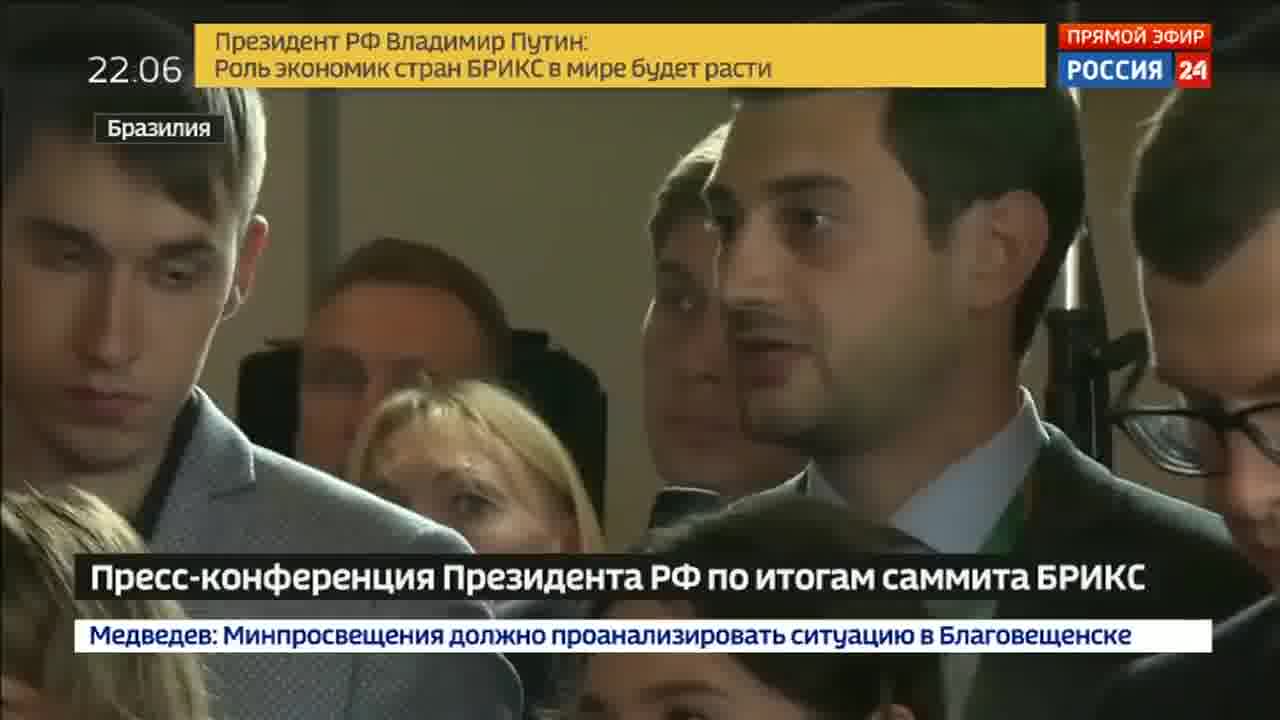 22.06
Президент РФ Владимир Путин:
Роль экономик стран БРИКС в мире будет расти
ПРЯМОЙ ЭФИР
РОССИЯ 24
Бразилия
Пресс-конференция Президента РФ по итогам саммита БРИКС
Медведев: Минпросвещения должно проанализировать ситуацию в Благовещенске